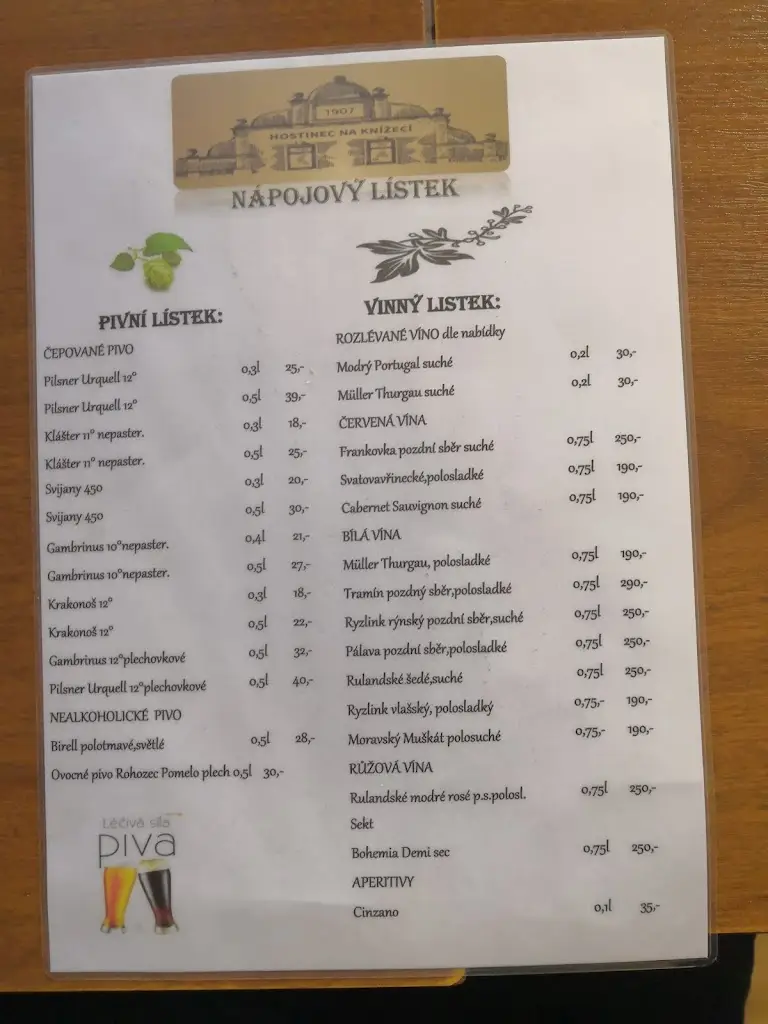 1907
HOSTINEC NA KNÍŽECÍ
NÁPOJOVÝ LÍSTEK
PIVNÍ LÍSTEK:
ČEPOVANÉ PIVO
Pilsner Urquell 12° 0,3l 25,-
Pilsner Urquell 12° 0,5l 39,-
Klášter 11° nepaster. 0,3l 18,-
Klášter 11° nepaster. 0,5l 25,-
Svijany 450 0,3l 20,-
Svijany 450 0,5l 30,-
Gambrinus 10°nepaster. 0,4l 21,-
Gambrinus 10°nepaster. 0,5l 27,-
Krakonoš 12° 0,3l 18,-
Krakonoš 12° 0,5l 22,-
Gambrinus 12°plechovkové 0,5l 32,-
Pilsner Urquell 12°plechovkové 0,5l 40,-
NEALKOHOLICKÉ PIVO
Birell polotmavé,světlé 0,5l 28,-
Ovocné pivo Rohozec Pomelo plech 0,5l 30,-
Léčivá síla
piva
VINNÝ LISTEK:
ROZLÉVANÉ VÍNO dle nabídky
Modrý Portugal suché 0,2l 30,-
Müller Thurgau suché 0,2l 30,-
ČERVENÁ VÍNA
Frankovka pozdní sběr suché 0,75l 250,-
Svatovavřinecké,polosladké 0,75l 190,-
Cabernet Sauvignon suché 0,75l 190,-
BÍLÁ VÍNA
Müller Thurgau, polosladké 0,75l 190,-
Tramín pozdný sběr,polosladké 0,75l 290,-
Ryzlink rýnský pozdní sběr,suché 0,75l 250,-
Pálava pozdní sběr,polosladké 0,75l 250,-
Rulandské šedé,suché 0,75l 250,-
Ryzlink vlašský, polosladký 0,75,- 190,-
Moravský Muškát polosuché 0,75,- 190,-
RŮŽOVÁ VÍNA
Rulandské modré rosé p.s.polosl. 0,75l 250,-
Sekt
Bohemia Demi sec 0,75l 250,-
APERITIVY
Cinzano 0,1l 35,-